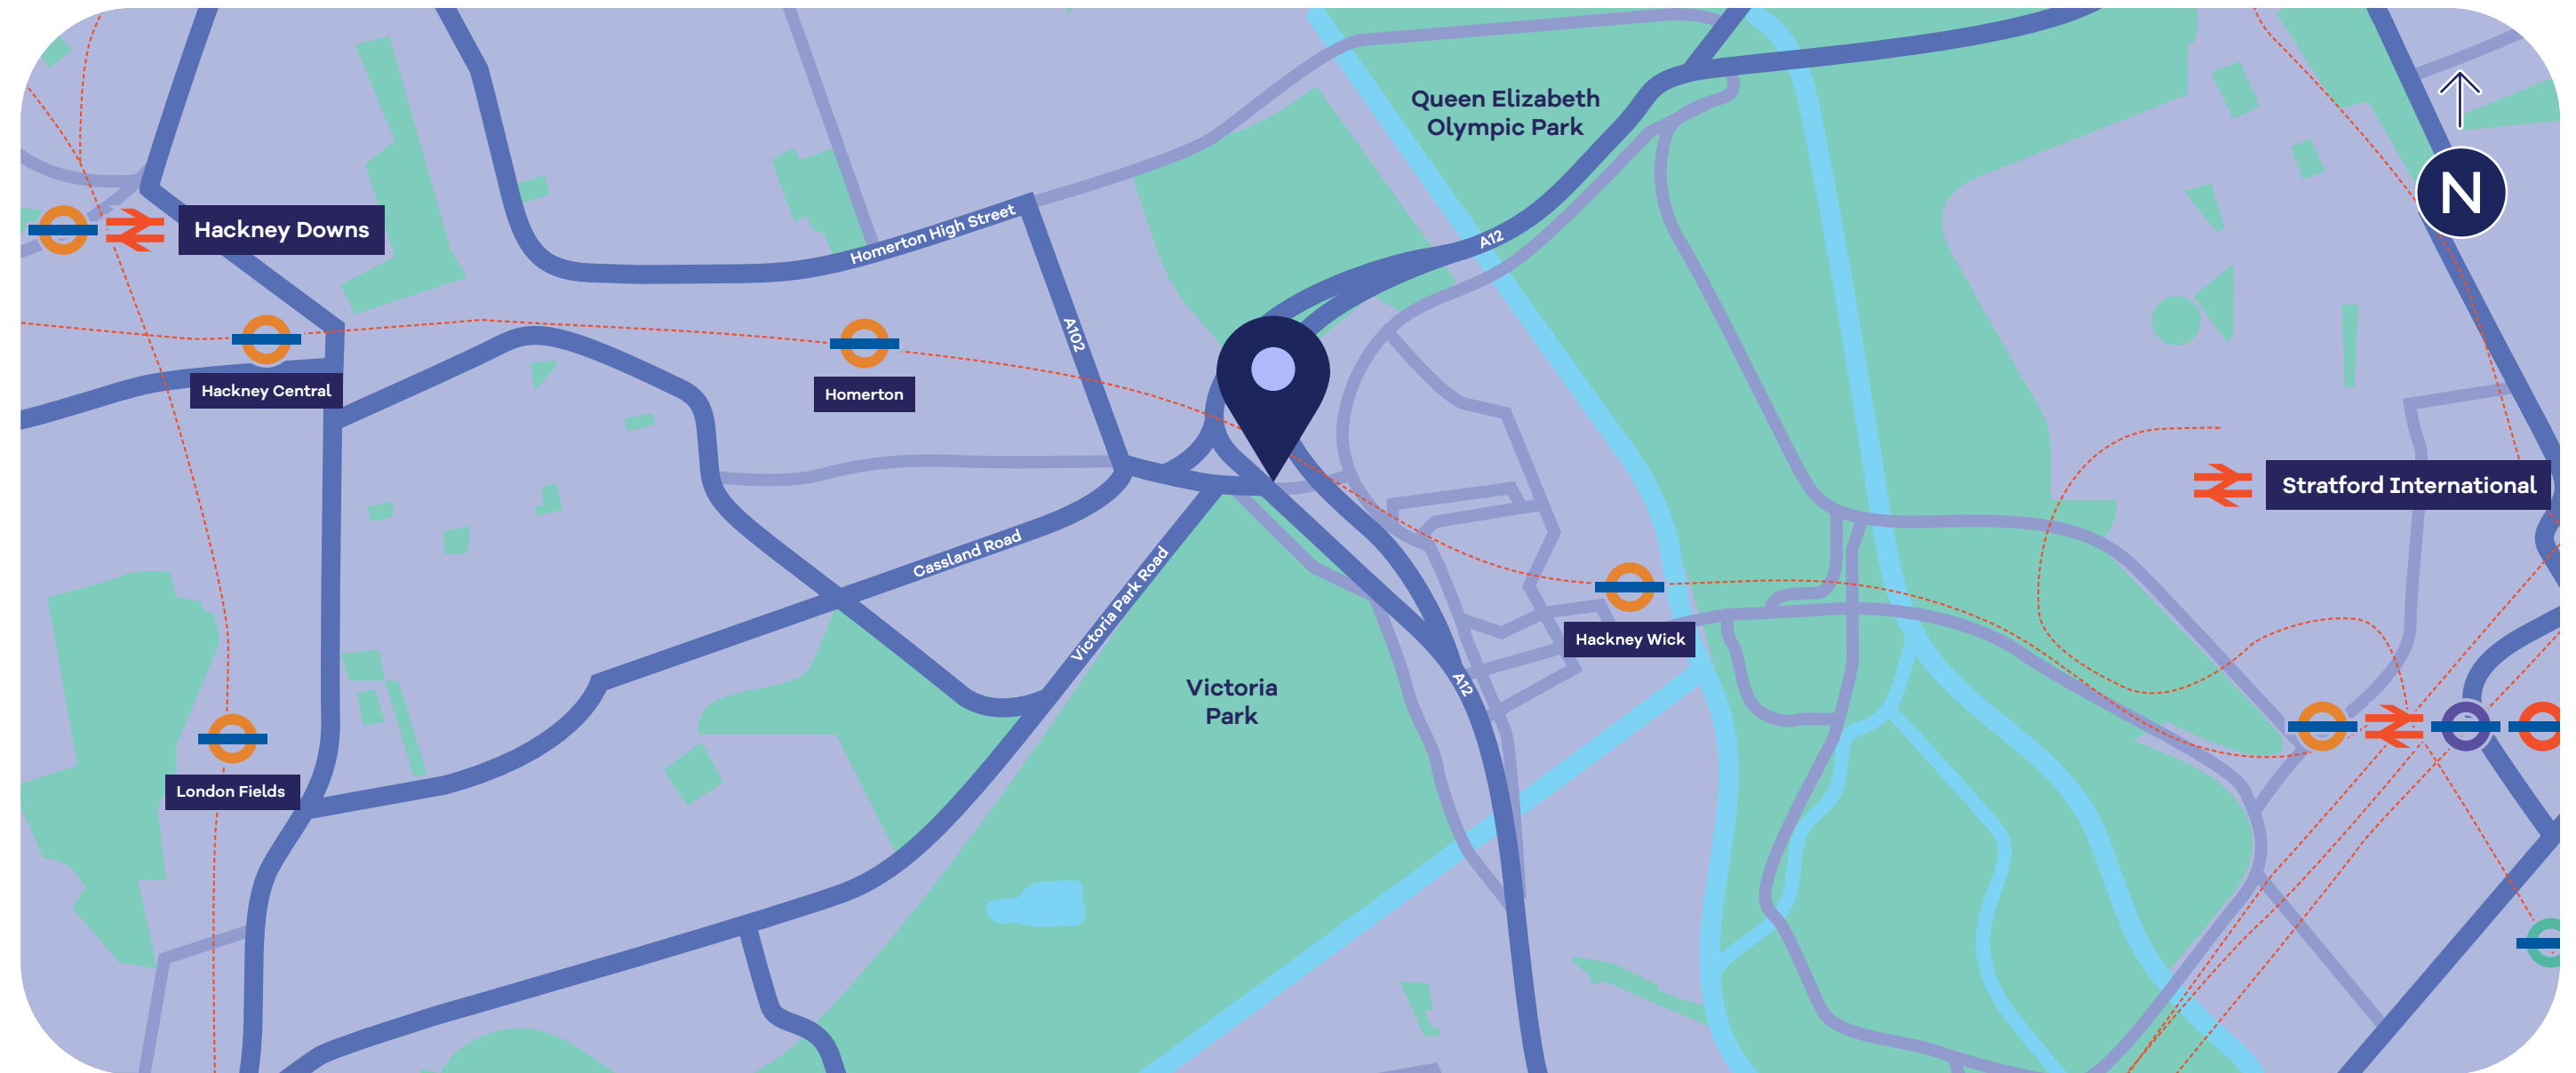 Queen Elizabeth
Olympic Park
N
Hackney Downs
Homerton High Street
A12
A102
Hackney Central
Homerton
Stratford International
Cassland Road
Victoria Park Road
Hackney Wick
Victoria
Park
A12
London Fields